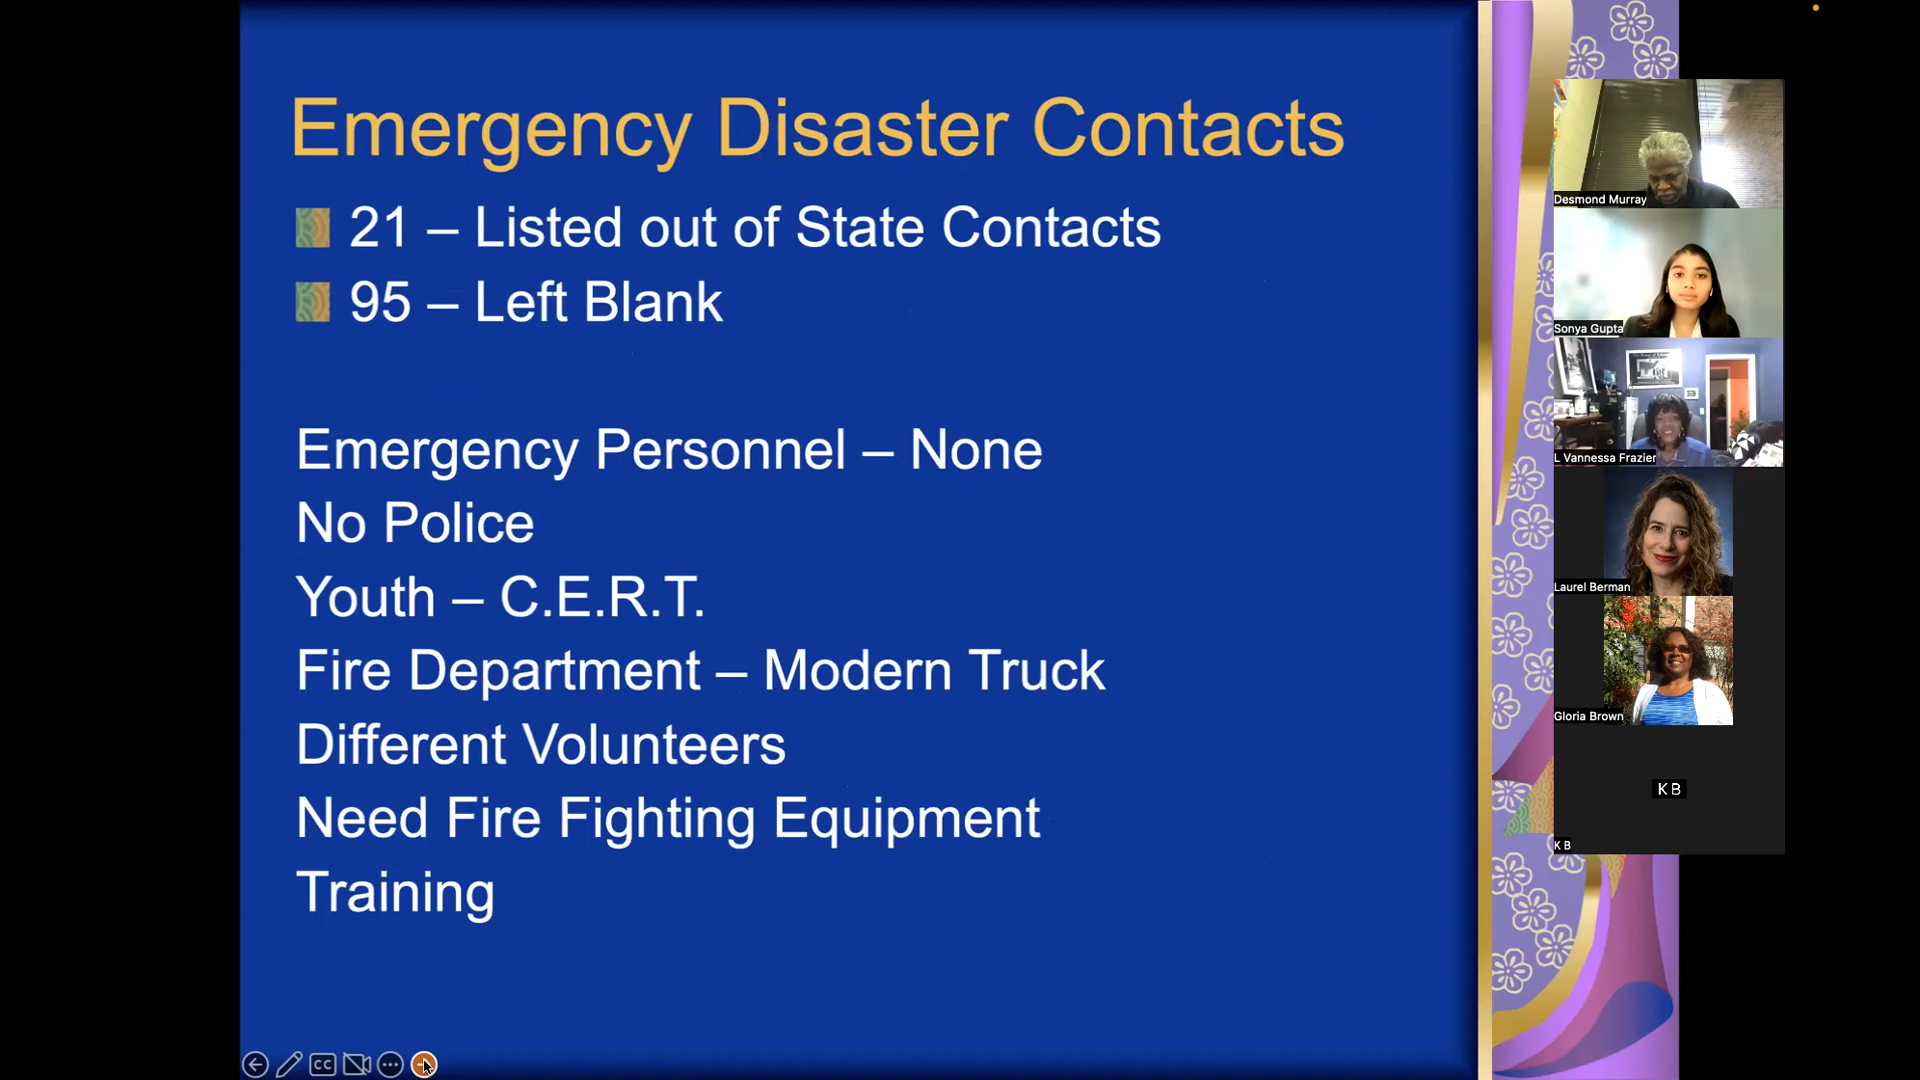 Emergency Disaster Contacts
21 – Listed out of State Contacts
95 – Left Blank
Emergency Personnel – None
No Police
Youth – C.E.R.T.
Fire Department – Modern Truck
Different Volunteers
Need Fire Fighting Equipment
Training
CC
Desmond Murray
Sonya Gupta
L Vannessa Frazier
Laurel Berman
Gloria Brown
K B
K B